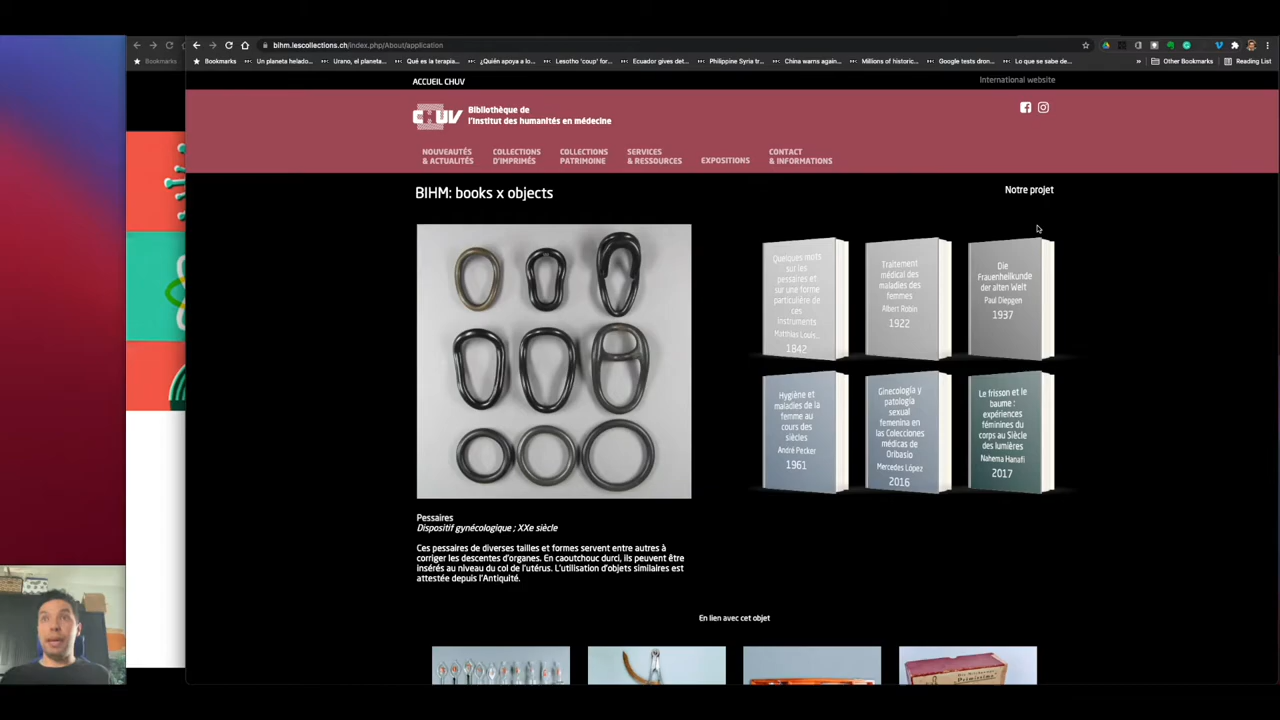 bihm.lescollections.ch/index.php/About/application
Bookmarks
Bookmarks
Un planeta helado...
Urano, el planeta...
Qué es la terapia...
¿Quién apoya a lo...
Lesotho 'coup' for...
Ecuador gives det...
Philippine Syria tr...
China warns again...
Millions of historic...
Google tests dron...
Lo que se sabe de...
»
Other Bookmarks
Reading List
ACCUEIL CHUV
International website
CHUV
Bibliothèque de
l'Institut des humanités en médecine
NOUVEAUTÉS
& ACTUALITÉS
COLLECTIONS
D'IMPRIMÉS
COLLECTIONS
PATRIMOINE
SERVICES
& RESSOURCES
EXPOSITIONS
CONTACT
& INFORMATIONS
BIHM: books x objects
Notre projet
Quelques mots
sur les
pessaires et
sur une forme
particulière de
ces
instruments
Matthias Louis...
1842
Traitement
médical des
maladies des
femmes
Albert Robin
1922
Die
Frauenheilkunde
der alten Welt
Paul Diepgen
1937
Hygiène et
maladies de la
femme au
cours des
siècles
André Pecker
1961
Ginecología y
patología
sexual
femenina en
las Colecciones
médicas de
Oribasio
Mercedes López
2016
Le frisson et le
baume :
expériences
féminines du
corps au Siècle
des lumières
Nahema Hanafi
2017
Pessaires
Dispositif gynécologique ; XXe siècle
Ces pessaires de diverses tailles et formes servent entre autres à
corriger les descentes d'organes. En caoutchouc durci, ils peuvent être
insérés au niveau du col de l'utérus. L'utilisation d'objets similaires est
attestée depuis l'Antiquité.
En lien avec cet objet